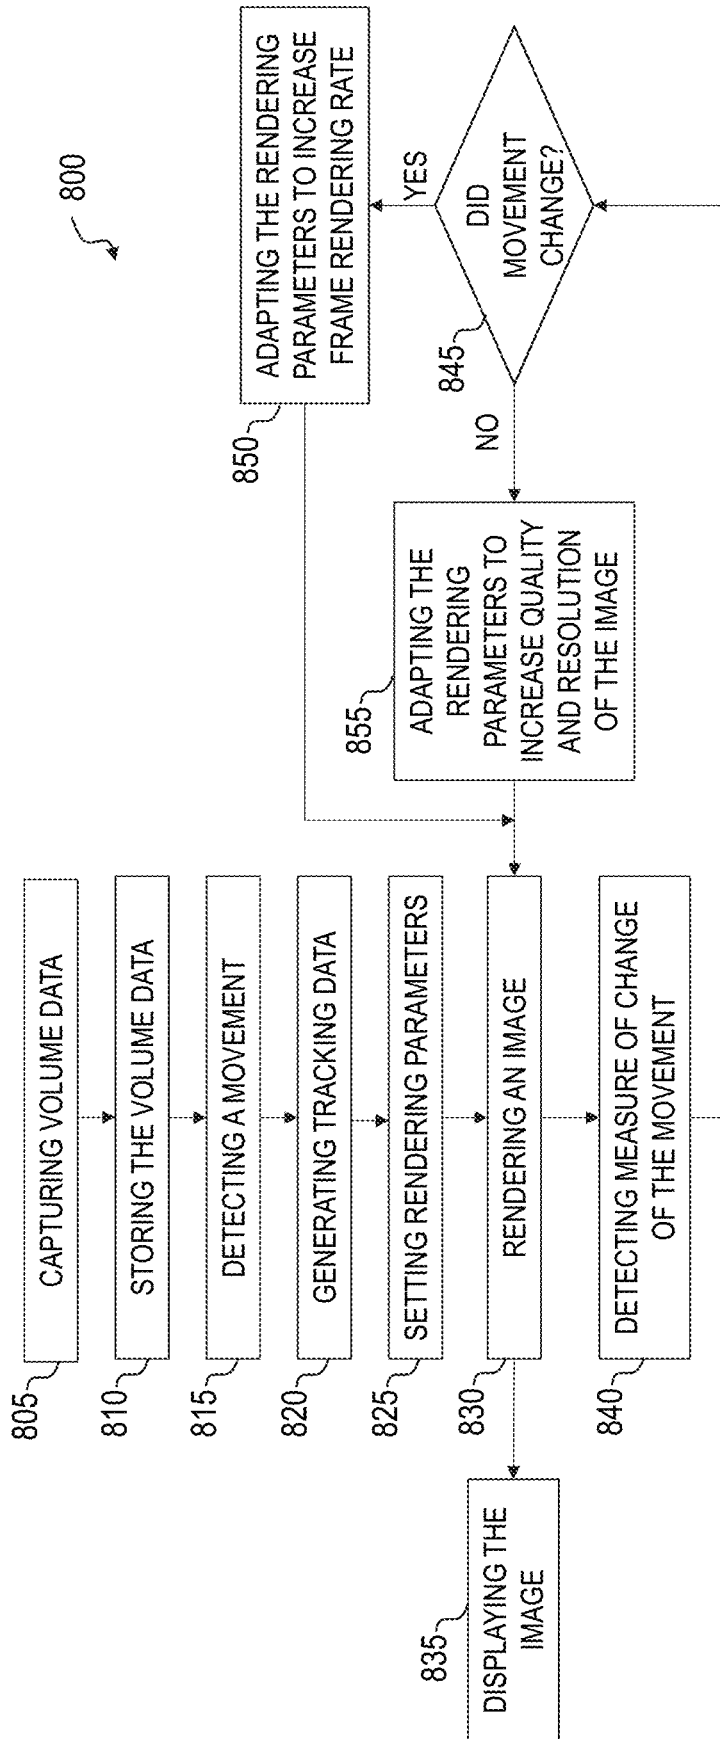 800
805
CAPTURING VOLUME DATA
810
STORING THE VOLUME DATA
815
DETECTING A MOVEMENT
820
GENERATING TRACKING DATA
825
SETTING RENDERING PARAMETERS
830
RENDERING AN IMAGE
835
DISPLAYING THE
IMAGE
840
DETECTING MEASURE OF CHANGE
OF THE MOVEMENT
845
DID
MOVEMENT
CHANGE?
YES
NO
850
ADAPTING THE RENDERING
PARAMETERS TO INCREASE
FRAME RENDERING RATE
855
ADAPTING THE
RENDERING
PARAMETERS TO
INCREASE QUALITY
AND RESOLUTION
OF THE IMAGE